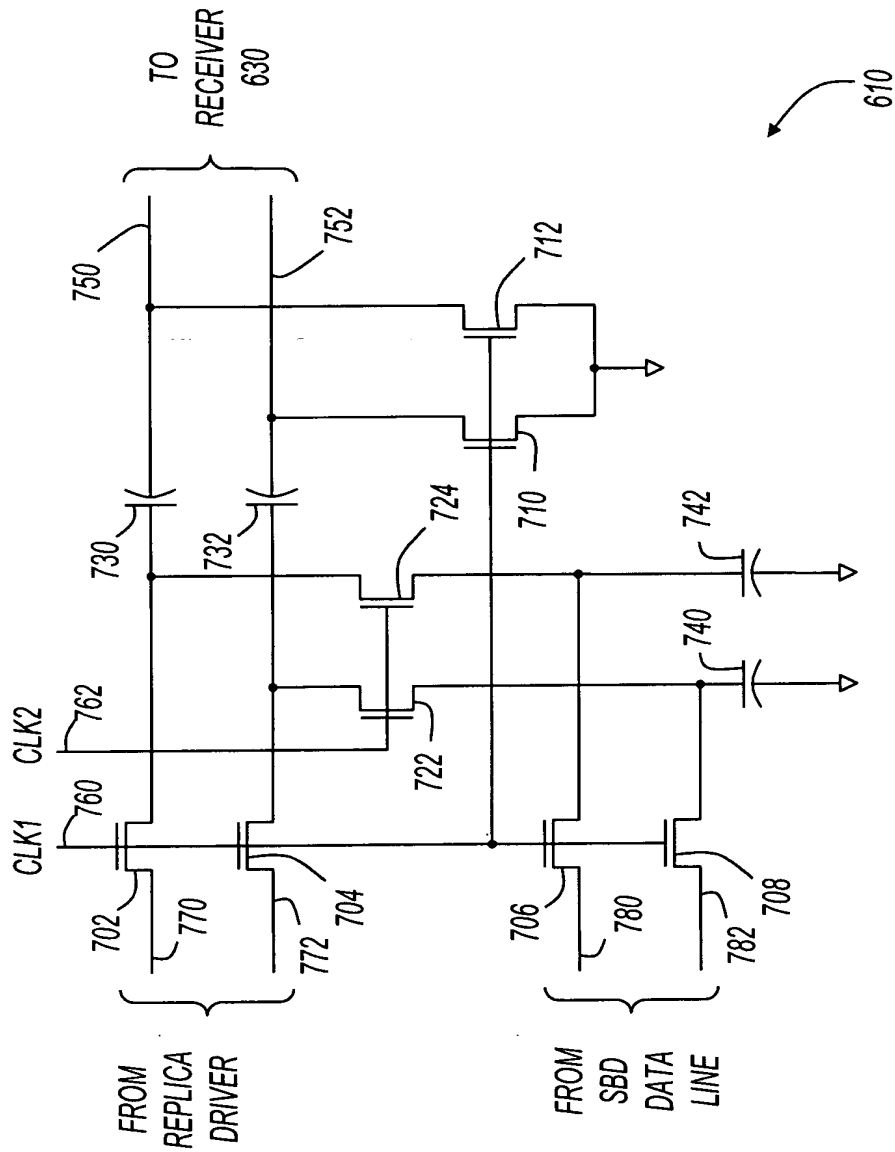 CLK1
760
CLK2
762
FROM
REPLICA
DRIVER
702
770
704
772
730
732
750
752
TO
RECEIVER
630
722
724
710
712
706
780
708
782
740
742
FROM
SBD
DATA
LINE
610